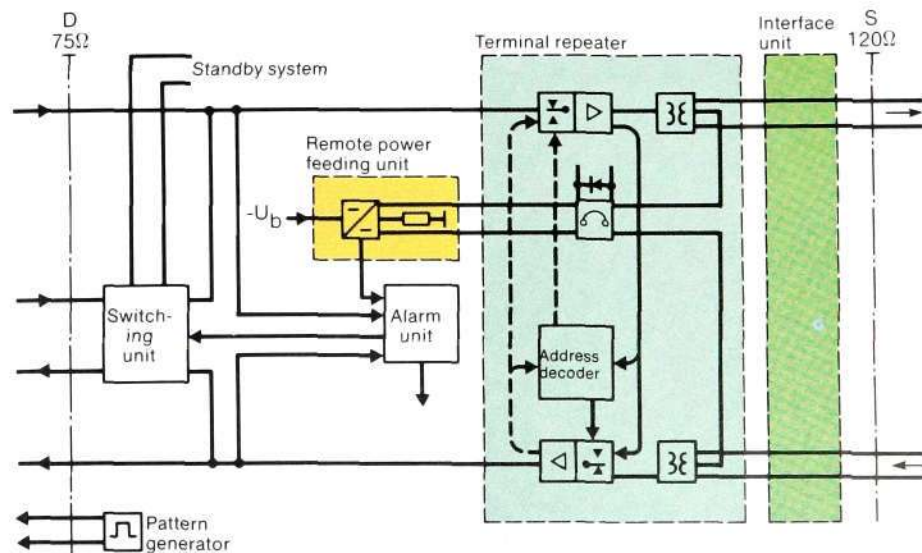 D
75Ω
Standby system
Terminal repeater
Interface
unit
S
120Ω
Remote power
feeding unit
-U_b
Switch-
ing
unit
Alarm
unit
Address
decoder
Pattern
generator